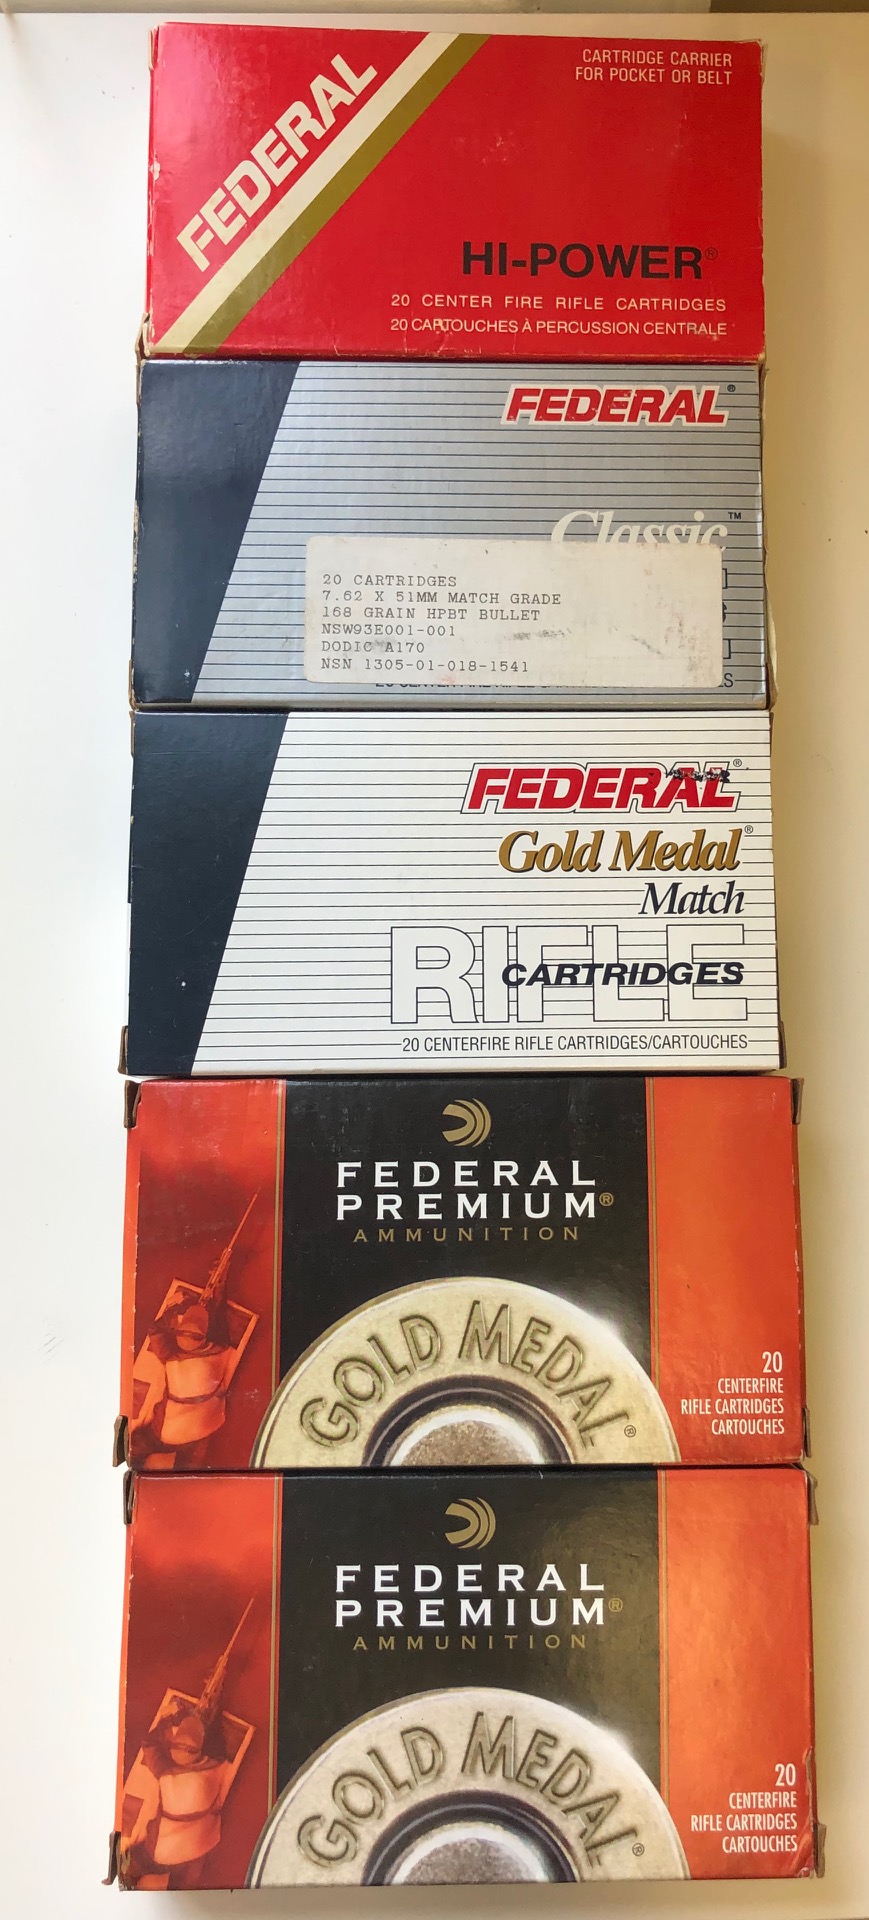 FEDERAL
CARTRIDGE CARRIER
FOR POCKET OR BELT
HI-POWER®
20 CENTER FIRE RIFLE CARTRIDGES
20 CARTOUCHES À PERCUSSION CENTRALE
FEDERAL®
Classic™
20 CARTRIDGES
7.62 X 51MM MATCH GRADE
168 GRAIN HPBT BULLET
NSW93E001-001
DODIC A170
NSN 1305-01-018-1541
FEDERAL®
Gold Medal®
Match
RIFLE
CARTRIDGES
20 CENTERFIRE RIFLE CARTRIDGES/CARTOUCHES
FEDERAL
PREMIUM®
AMMUNITION
GOLD MEDAL®
20
CENTERFIRE
RIFLE CARTRIDGES
CARTOUCHES
FEDERAL
PREMIUM®
AMMUNITION
GOLD MEDAL®
20
CENTERFIRE
RIFLE CARTRIDGES
CARTOUCHES